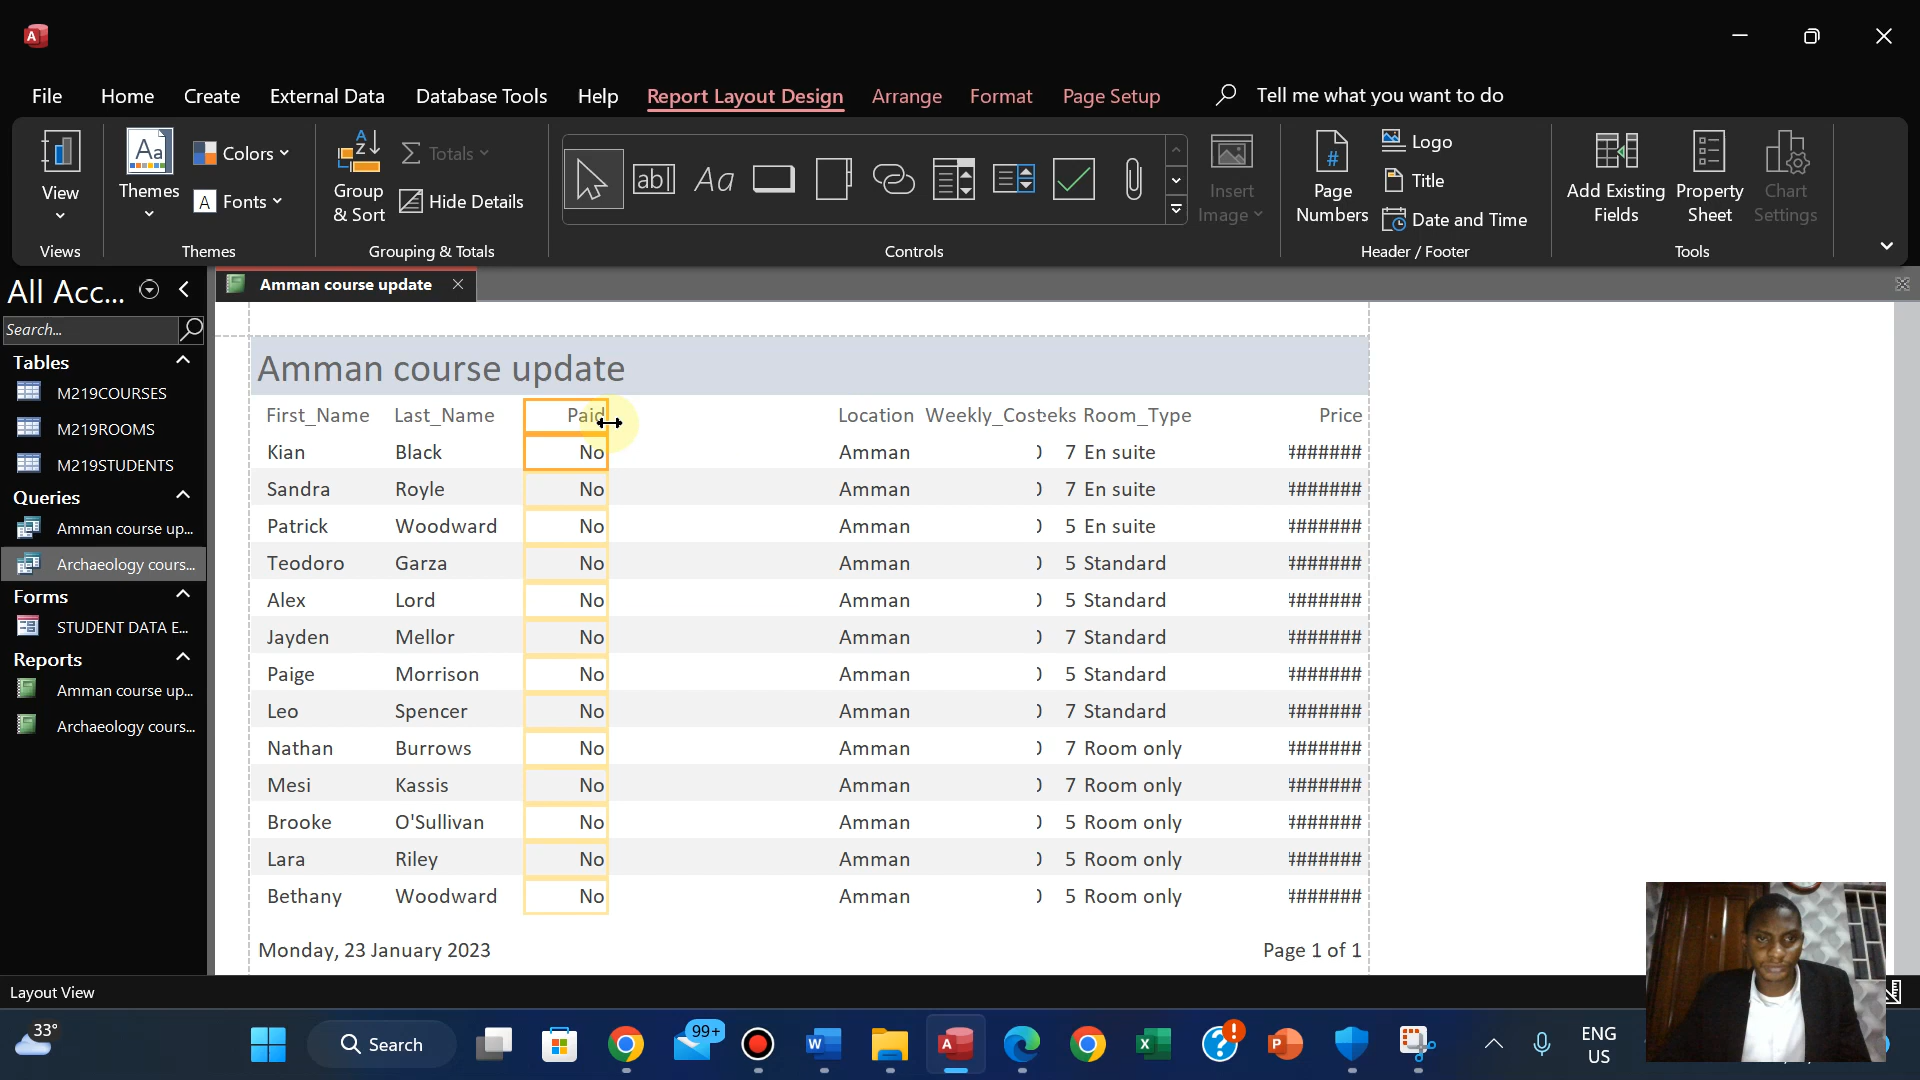 File Home Create External Data Database Tools Help Report Layout Design Arrange Format Page Setup Tell me what you want to do
View
Views
Themes
Colors
Fonts
Themes
Group
& Sort
Totals
Hide Details
Grouping & Totals
Controls
Insert
Image
Page
Numbers
Logo
Title
Date and Time
Header / Footer
Add Existing
Fields
Property
Sheet
Chart
Settings
Tools
All Acc...
Search...
Tables
M219COURSES
M219ROOMS
M219STUDENTS
Queries
Amman course up...
Archaeology cours...
Forms
STUDENT DATA E...
Reports
Amman course up...
Archaeology cours...
Amman course update
Amman course update
First_Name Last_Name Paid Location Weekly_Cost eks Room_Type Price
Kian Black No Amman 7 En suite #######
Sandra Royle No Amman 7 En suite #######
Patrick Woodward No Amman 5 En suite #######
Teodoro Garza No Amman 5 Standard #######
Alex Lord No Amman 5 Standard #######
Jayden Mellor No Amman 7 Standard #######
Paige Morrison No Amman 5 Standard #######
Leo Spencer No Amman 7 Standard #######
Nathan Burrows No Amman 7 Room only #######
Mesi Kassis No Amman 7 Room only #######
Brooke O'Sullivan No Amman 5 Room only #######
Lara Riley No Amman 5 Room only #######
Bethany Woodward No Amman 5 Room only #######
Monday, 23 January 2023 Page 1 of 1
Layout View
33°
Search
99+
ENG
US